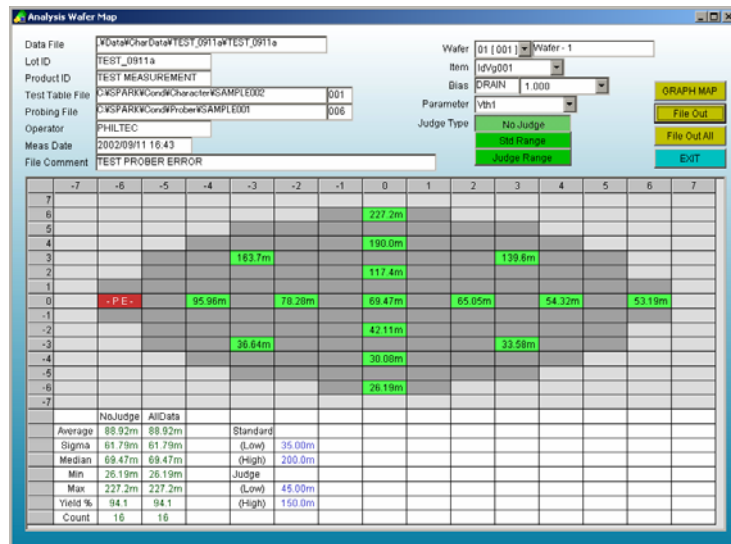 Analysis Wafer Map
Data File .\Data\CharData\TEST_0911a\TEST_0911a
Lot ID TEST_0911a
Product ID TEST MEASUREMENT
Test Table File C:\SPARK\Cond\Character\SAMPLE002 001
Probing File C:\SPARK\Cond\Prober\SAMPLE001 006
Operator PHILTEC
Meas Date 2002/09/11 16:43
File Comment TEST PROBER ERROR
Wafer 01 [ 001 ] Wafer - 1
Item IdVg001
Bias DRAIN 1.000
Parameter Vth1
Judge Type No Judge
Std Range
Judge Range
GRAPH MAP
File Out
File Out All
EXIT
-7 -6 -5 -4 -3 -2 -1 0 1 2 3 4 5 6 7
7
6 227.2m
5
4 190.0m
3 163.7m 139.6m
2 117.4m
1
0 - P E - 95.96m 78.28m 69.47m 65.05m 54.32m 53.19m
-1
-2 42.11m
-3 36.64m 33.58m
-4 30.08m
-5
-6 26.19m
-7
NoJudge AllData
Average 88.92m 88.92m Standard
Sigma 61.79m 61.79m (Low) 35.00m
Median 69.47m 69.47m (High) 200.0m
Min 26.19m 26.19m Judge
Max 227.2m 227.2m (Low) 45.00m
Yield % 94.1 94.1 (High) 150.0m
Count 16 16